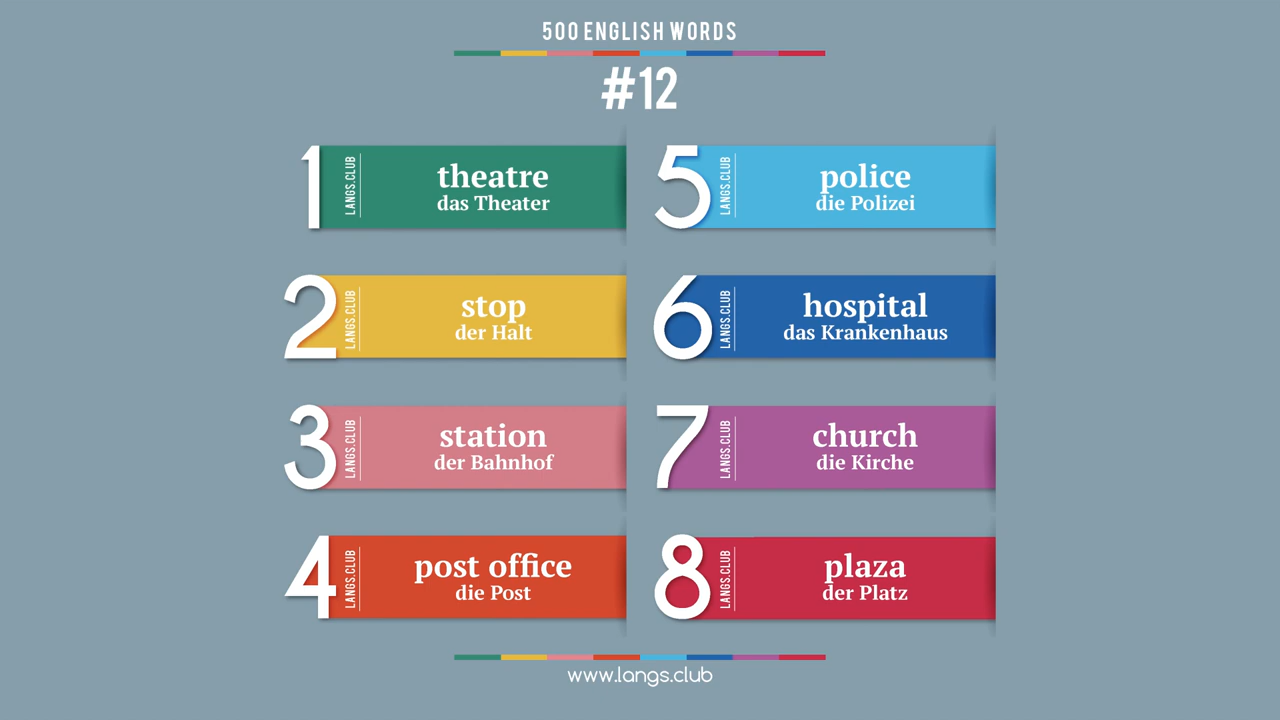 500 ENGLISH WORDS
#12
1
LANGS.CLUB
theatre
das Theater
2
LANGS.CLUB
stop
der Halt
3
LANGS.CLUB
station
der Bahnhof
4
LANGS.CLUB
post office
die Post
5
LANGS.CLUB
police
die Polizei
6
LANGS.CLUB
hospital
das Krankenhaus
7
LANGS.CLUB
church
die Kirche
8
LANGS.CLUB
plaza
der Platz
www.langs.club